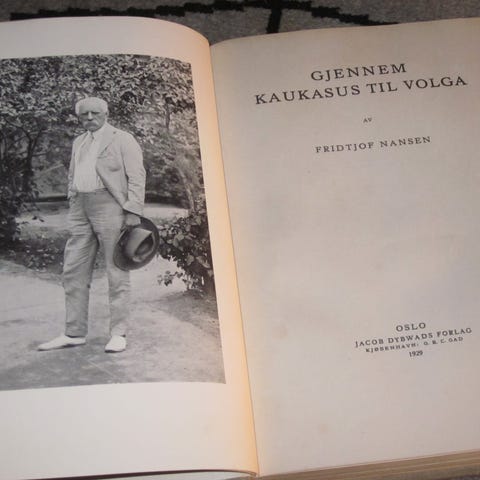 GJENNEM
KAUKASUS TIL VOLGA
AV
FRIDTJOF NANSEN
OSLO
JACOB DYBWADS FORLAG
KJØBENHAVN: G. E. C. GAD
1929